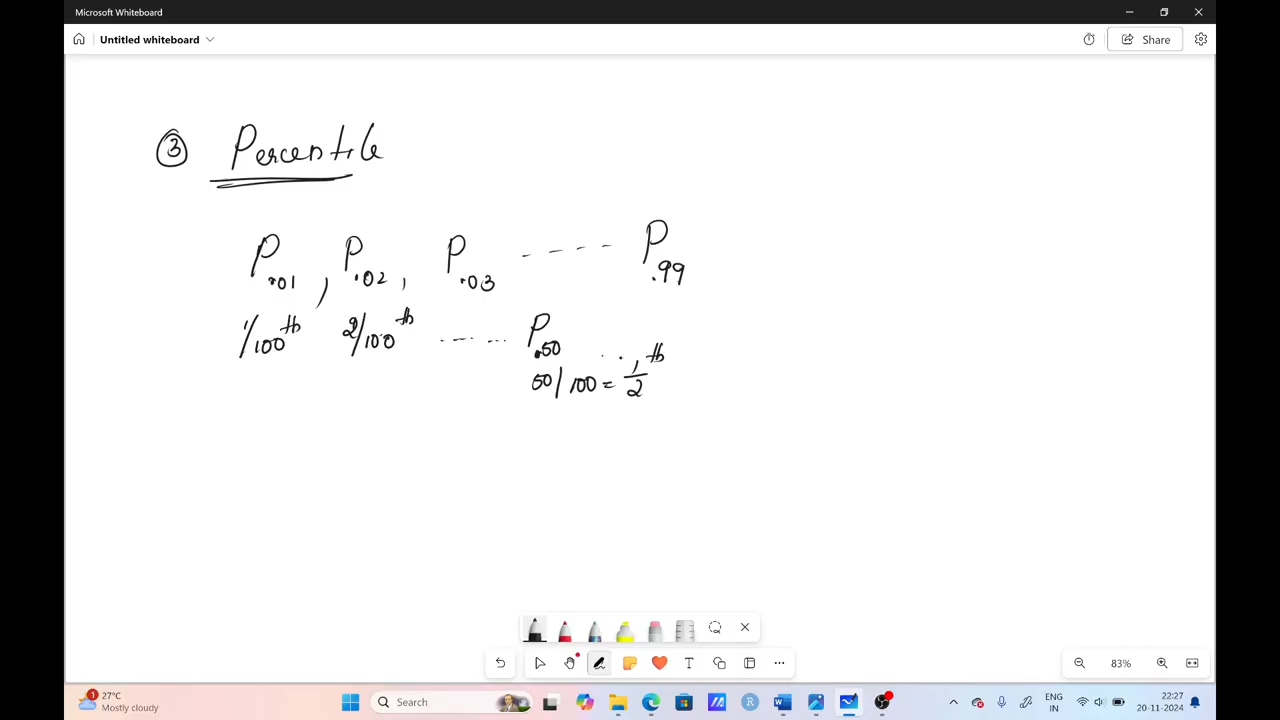 Microsoft Whiteboard
Untitled whiteboard
Share
③ Percentile
P.01, P.02, P.03 ---- P.99
1/100th 2/100th ...... P.50
50/100 = 1/2 th
83%
1
27°C
Mostly cloudy
Search
ENG
IN
22:27
20-11-2024